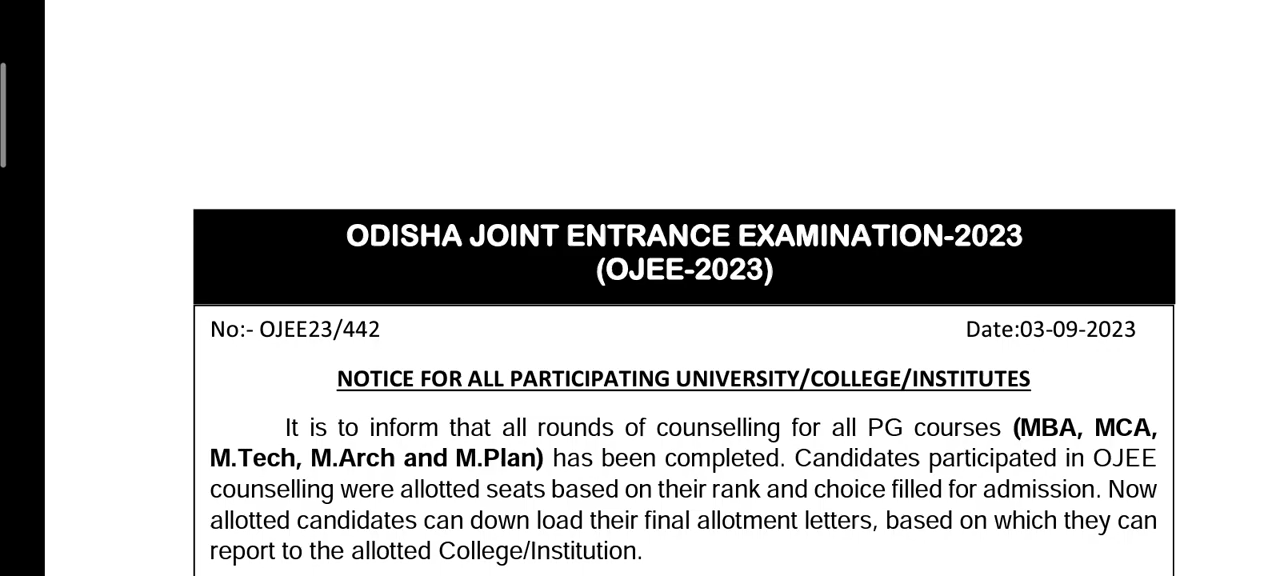 ODISHA JOINT ENTRANCE EXAMINATION-2023
(OJEE-2023)
No:- OJEE23/442 Date:03-09-2023
NOTICE FOR ALL PARTICIPATING UNIVERSITY/COLLEGE/INSTITUTES
It is to inform that all rounds of counselling for all PG courses (MBA, MCA,
M.Tech, M.Arch and M.Plan) has been completed. Candidates participated in OJEE
counselling were allotted seats based on their rank and choice filled for admission. Now
allotted candidates can down load their final allotment letters, based on which they can
report to the allotted College/Institution.